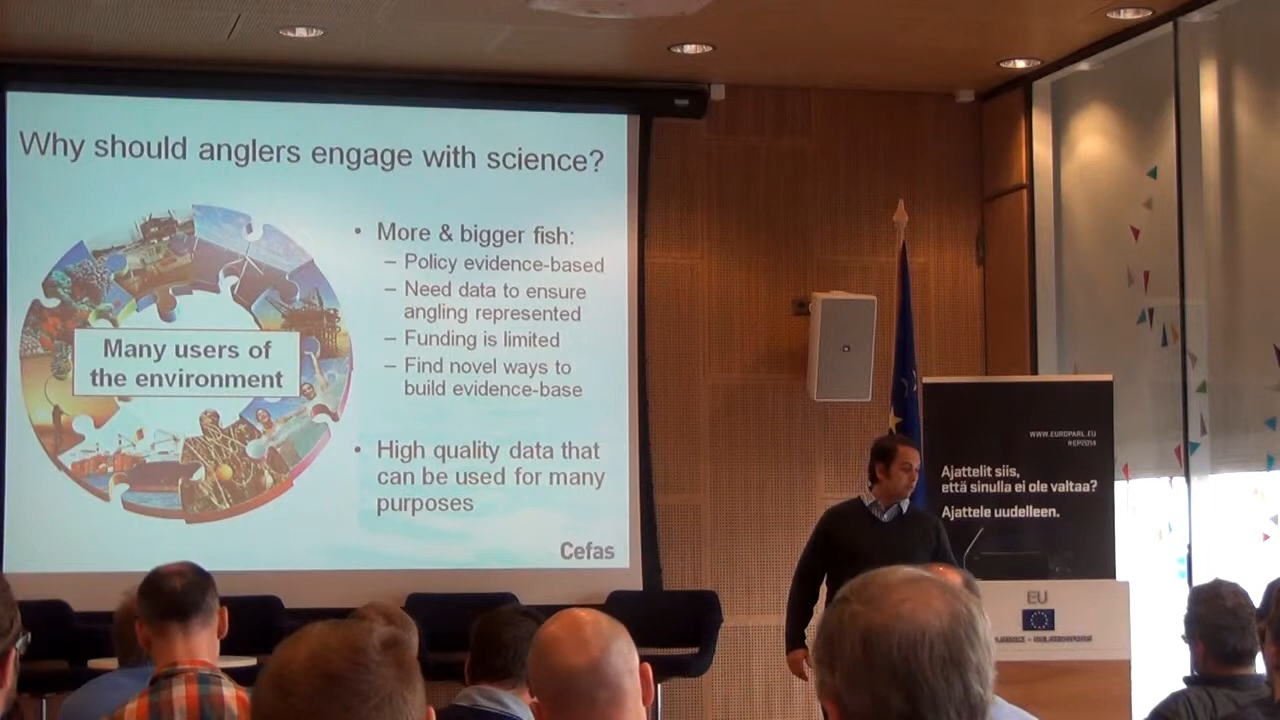 Why should anglers engage with science?
Many users of
the environment
• More & bigger fish:
– Policy evidence-based
– Need data to ensure
angling represented
– Funding is limited
– Find novel ways to
build evidence-base
• High quality data that
can be used for many
purposes
Cefas
WWW.EUROPARL.EU
#EP2014
Ajattelit siis,
että sinulla ei ole valtaa?
Ajattele uudelleen.
EU